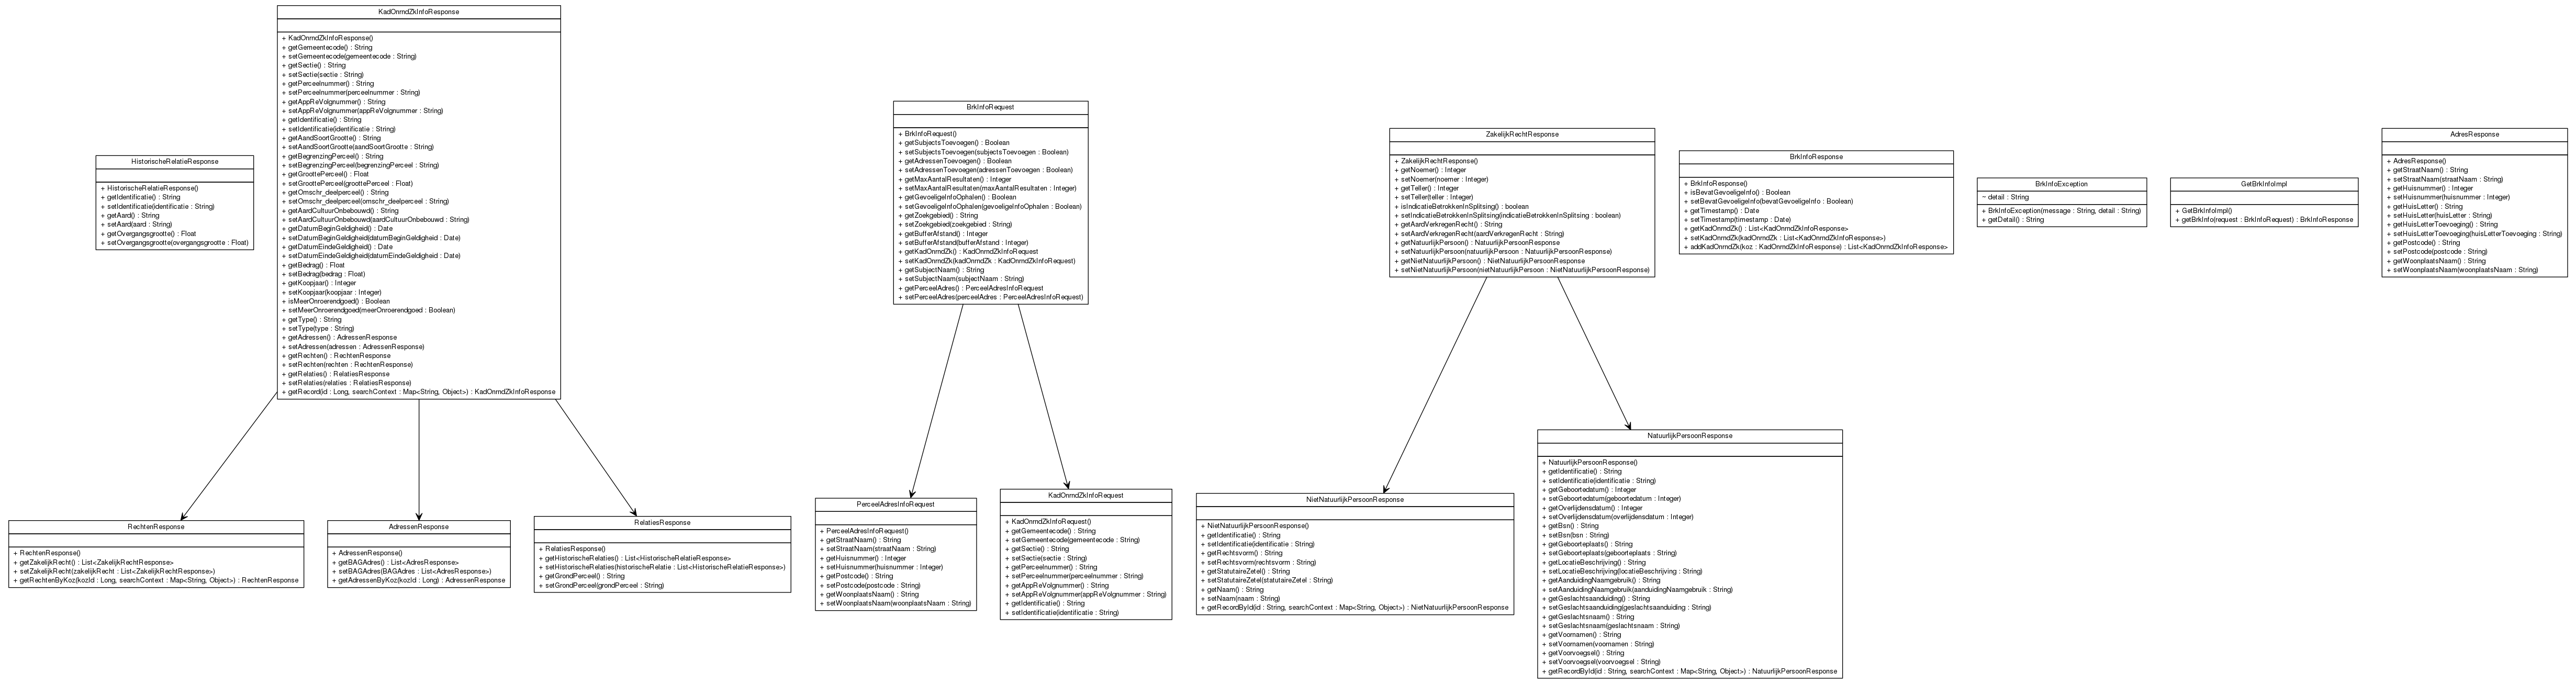 KadOnrndZkInfoResponse
+ KadOnrndZkInfoResponse()
+ getGemeentecode() : String
+ setGemeentecode(gemeentecode : String)
+ getSectie() : String
+ setSectie(sectie : String)
+ getPerceelnummer() : String
+ setPerceelnummer(perceelnummer : String)
+ getAppReVolgnummer() : String
+ setAppReVolgnummer(appReVolgnummer : String)
+ getIdentificatie() : String
+ setIdentificatie(identificatie : String)
+ getAandSoortGrootte() : String
+ setAandSoortGrootte(aandSoortGrootte : String)
+ getBegrenzingPerceel() : String
+ setBegrenzingPerceel(begrenzingPerceel : String)
+ getGroottePerceel() : Float
+ setGroottePerceel(groottePerceel : Float)
+ getOmschr_deelperceel() : String
+ setOmschr_deelperceel(omschr_deelperceel : String)
+ getAardCultuurOnbebouwd() : String
+ setAardCultuurOnbebouwd(aardCultuurOnbebouwd : String)
+ getDatumBeginGeldigheid() : Date
+ setDatumBeginGeldigheid(datumBeginGeldigheid : Date)
+ getDatumEindeGeldigheid() : Date
+ setDatumEindeGeldigheid(datumEindeGeldigheid : Date)
+ getBedrag() : Float
+ setBedrag(bedrag : Float)
+ getKoopjaar() : Integer
+ setKoopjaar(koopjaar : Integer)
+ isMeerOnroerendgoed() : Boolean
+ setMeerOnroerendgoed(meerOnroerendgoed : Boolean)
+ getType() : String
+ setType(type : String)
+ getAdressen() : AdressenResponse
+ setAdressen(adressen : AdressenResponse)
+ getRechten() : RechtenResponse
+ setRechten(rechten : RechtenResponse)
+ getRelaties() : RelatiesResponse
+ setRelaties(relaties : RelatiesResponse)
+ getRecord(id : Long, searchContext : Map<String, Object>) : KadOnrndZkInfoResponse
HistorischeRelatieResponse
+ HistorischeRelatieResponse()
+ getIdentificatie() : String
+ setIdentificatie(identificatie : String)
+ getAard() : String
+ setAard(aard : String)
+ getOvergangsgrootte() : Float
+ setOvergangsgrootte(overgangsgrootte : Float)
BrkInfoRequest
+ BrkInfoRequest()
+ getSubjectsToevoegen() : Boolean
+ setSubjectsToevoegen(subjectsToevoegen : Boolean)
+ getAdressenToevoegen() : Boolean
+ setAdressenToevoegen(adressenToevoegen : Boolean)
+ getMaxAantalResultaten() : Integer
+ setMaxAantalResultaten(maxAantalResultaten : Integer)
+ getGevoeligeInfoOphalen() : Boolean
+ setGevoeligeInfoOphalen(gevoeligeInfoOphalen : Boolean)
+ getZoekgebied() : String
+ setZoekgebied(zoekgebied : String)
+ getBufferAfstand() : Integer
+ setBufferAfstand(bufferAfstand : Integer)
+ getKadOnrndZk() : KadOnrndZkInfoRequest
+ setKadOnrndZk(kadOnrndZk : KadOnrndZkInfoRequest)
+ getSubjectNaam() : String
+ setSubjectNaam(subjectNaam : String)
+ getPerceelAdres() : PerceelAdresInfoRequest
+ setPerceelAdres(perceelAdres : PerceelAdresInfoRequest)
ZakelijkRechtResponse
+ ZakelijkRechtResponse()
+ getNoemer() : Integer
+ setNoemer(noemer : Integer)
+ getTeller() : Integer
+ setTeller(teller : Integer)
+ isIndicatieBetrokkenInSplitsing() : boolean
+ setIndicatieBetrokkenInSplitsing(indicatieBetrokkenInSplitsing : boolean)
+ getAardVerkregenRecht() : String
+ setAardVerkregenRecht(aardVerkregenRecht : String)
+ getNatuurlijkPersoon() : NatuurlijkPersoonResponse
+ setNatuurlijkPersoon(natuurlijkPersoon : NatuurlijkPersoonResponse)
+ getNietNatuurlijkPersoon() : NietNatuurlijkPersoonResponse
+ setNietNatuurlijkPersoon(nietNatuurlijkPersoon : NietNatuurlijkPersoonResponse)
BrkInfoResponse
+ BrkInfoResponse()
+ isBevatGevoeligeInfo() : Boolean
+ setBevatGevoeligeInfo(bevatGevoeligeInfo : Boolean)
+ getTimestamp() : Date
+ setTimestamp(timestamp : Date)
+ getKadOnrndZk() : List<KadOnrndZkInfoResponse>
+ setKadOnrndZk(kadOnrndZk : List<KadOnrndZkInfoResponse>)
+ addKadOnrndZk(koz : KadOnrndZkInfoResponse) : List<KadOnrndZkInfoResponse>
BrkInfoException
~ detail : String
+ BrkInfoException(message : String, detail : String)
+ getDetail() : String
GetBrkInfoImpl
+ GetBrkInfoImpl()
+ getBrkInfo(request : BrkInfoRequest) : BrkInfoResponse
AdresResponse
+ AdresResponse()
+ getStraatNaam() : String
+ setStraatNaam(straatNaam : String)
+ getHuisnummer() : Integer
+ setHuisnummer(huisnummer : Integer)
+ getHuisLetter() : String
+ setHuisLetter(huisLetter : String)
+ getHuisLetterToevoeging() : String
+ setHuisLetterToevoeging(huisLetterToevoeging : String)
+ getPostcode() : String
+ setPostcode(postcode : String)
+ getWoonplaatsNaam() : String
+ setWoonplaatsNaam(woonplaatsNaam : String)
RechtenResponse
+ RechtenResponse()
+ getZakelijkRecht() : List<ZakelijkRechtResponse>
+ setZakelijkRecht(zakelijkRecht : List<ZakelijkRechtResponse>)
+ getRechtenByKoz(kozId : Long, searchContext : Map<String, Object>) : RechtenResponse
AdressenResponse
+ AdressenResponse()
+ getBAGAdres() : List<AdresResponse>
+ setBAGAdres(BAGAdres : List<AdresResponse>)
+ getAdressenByKoz(kozId : Long) : AdressenResponse
RelatiesResponse
+ RelatiesResponse()
+ getHistorischeRelaties() : List<HistorischeRelatieResponse>
+ setHistorischeRelaties(historischeRelatie : List<HistorischeRelatieResponse>)
+ getGrondPerceel() : String
+ setGrondPerceel(grondPerceel : String)
PerceelAdresInfoRequest
+ PerceelAdresInfoRequest()
+ getStraatNaam() : String
+ setStraatNaam(straatNaam : String)
+ getHuisnummer() : Integer
+ setHuisnummer(huisnummer : Integer)
+ getPostcode() : String
+ setPostcode(postcode : String)
+ getWoonplaatsNaam() : String
+ setWoonplaatsNaam(woonplaatsNaam : String)
KadOnrndZkInfoRequest
+ KadOnrndZkInfoRequest()
+ getGemeentecode() : String
+ setGemeentecode(gemeentecode : String)
+ getSectie() : String
+ setSectie(sectie : String)
+ getPerceelnummer() : String
+ setPerceelnummer(perceelnummer : String)
+ getAppReVolgnummer() : String
+ setAppReVolgnummer(appReVolgnummer : String)
+ getIdentificatie() : String
+ setIdentificatie(identificatie : String)
NietNatuurlijkPersoonResponse
+ NietNatuurlijkPersoonResponse()
+ getIdentificatie() : String
+ setIdentificatie(identificatie : String)
+ getRechtsvorm() : String
+ setRechtsvorm(rechtsvorm : String)
+ getStatutaireZetel() : String
+ setStatutaireZetel(statutaireZetel : String)
+ getNaam() : String
+ setNaam(naam : String)
+ getRecordById(id : String, searchContext : Map<String, Object>) : NietNatuurlijkPersoonResponse
NatuurlijkPersoonResponse
+ NatuurlijkPersoonResponse()
+ getIdentificatie() : String
+ setIdentificatie(identificatie : String)
+ getGeboortedatum() : Integer
+ setGeboortedatum(geboortedatum : Integer)
+ getOverlijdensdatum() : Integer
+ setOverlijdensdatum(overlijdensdatum : Integer)
+ getBsn() : String
+ setBsn(bsn : String)
+ getGeboorteplaats() : String
+ setGeboorteplaats(geboorteplaats : String)
+ getLocatieBeschrijving() : String
+ setLocatieBeschrijving(locatieBeschrijving : String)
+ getAanduidingNaamgebruik() : String
+ setAanduidingNaamgebruik(aanduidingNaamgebruik : String)
+ getGeslachtsaanduiding() : String
+ setGeslachtsaanduiding(geslachtsaanduiding : String)
+ getGeslachtsnaam() : String
+ setGeslachtsnaam(geslachtsnaam : String)
+ getVoornamen() : String
+ setVoornamen(voornamen : String)
+ getVoorvoegsel() : String
+ setVoorvoegsel(voorvoegsel : String)
+ getRecordById(id : String, searchContext : Map<String, Object>) : NatuurlijkPersoonResponse